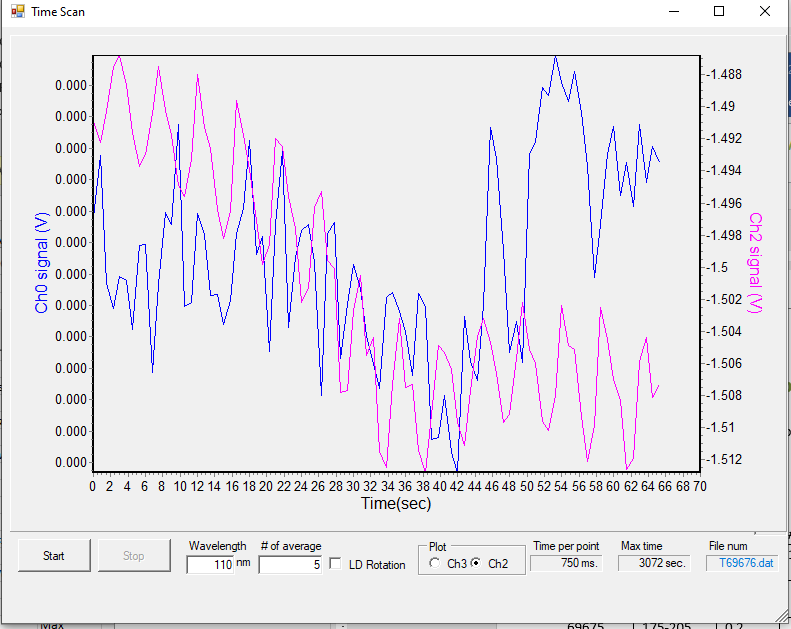 Time Scan
0.000
0.000
0.000
0.000
0.000
0.000
0.000
0.000
0.000
0.000
0.000
0.000
0.000
Ch0 signal (V)
-1.488
-1.49
-1.492
-1.494
-1.496
-1.498
-1.5
-1.502
-1.504
-1.506
-1.508
-1.51
-1.512
Ch2 signal (V)
0 2 4 6 8 10 12 14 16 18 20 22 24 26 28 30 32 34 36 38 40 42 44 46 48 50 52 54 56 58 60 62 64 66 68 70
Time(sec)
Start
Stop
Wavelength
110 nm
# of average
5
LD Rotation
Plot
Ch3 Ch2
Time per point
750 ms.
Max time
3072 sec.
File num
T69676.dat
Max
69675 175-205 0.2